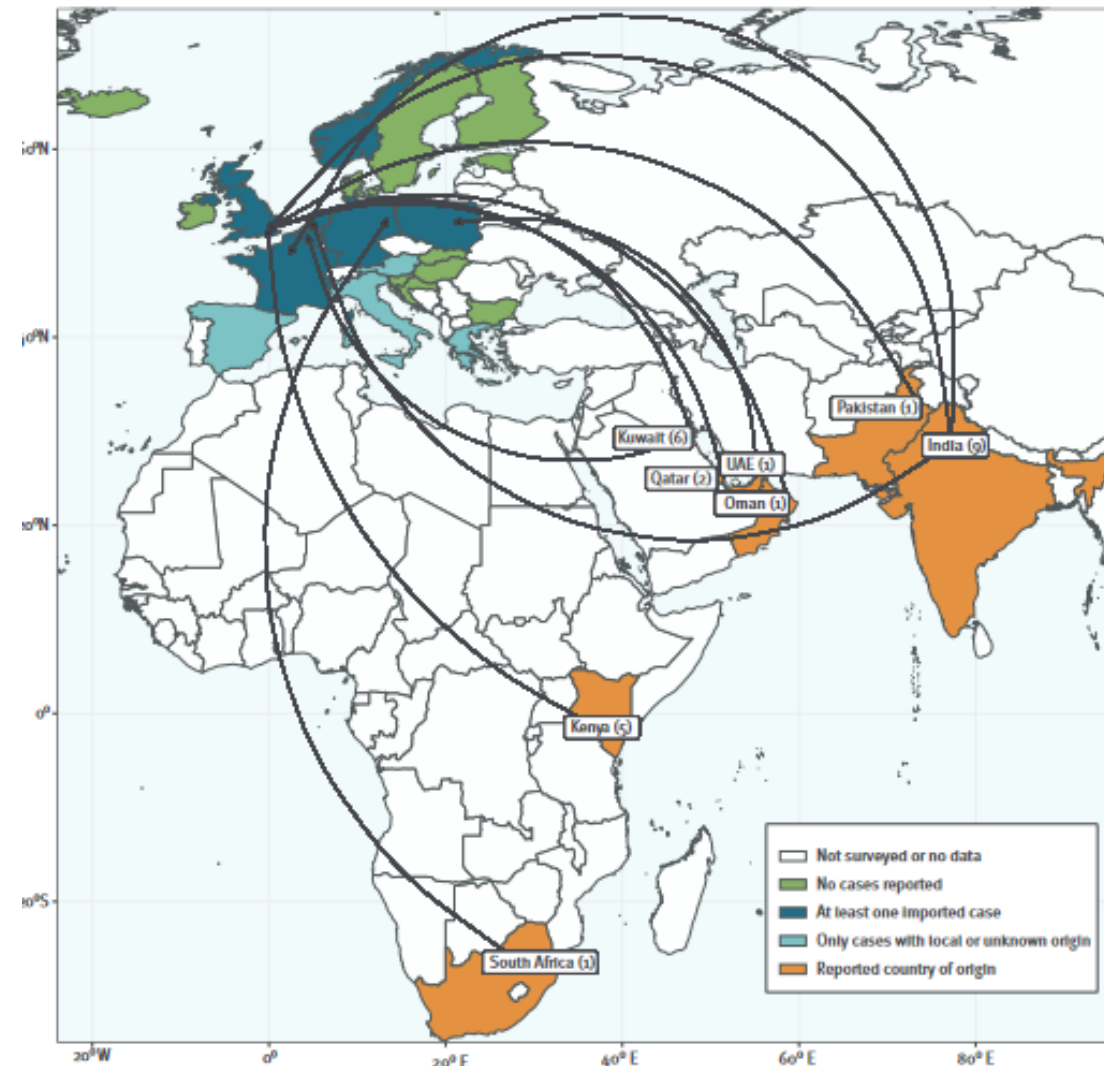 60°N
Pakistan (1)
India (9)
Kuwait (6)
UAE (1)
Qatar (2)
Oman (1)
0°
Kenya (5)
South Africa (1)
Not surveyed or no data
No cases reported
At least one imported case
Only cases with local or unknown origin
Reported country of origin
20°W
0°
20° E
40° E
60° E
80° E